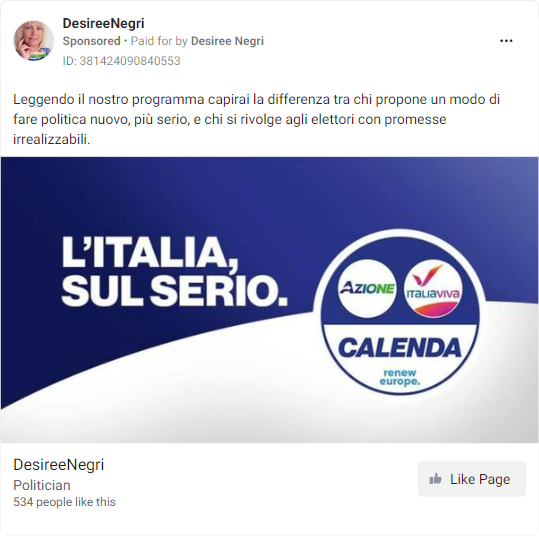 DesireeNegri
Sponsored • Paid for by Desiree Negri
ID: 381424090840553
Leggendo il nostro programma capirai la differenza tra chi propone un modo di
fare politica nuovo, più serio, e chi si rivolge agli elettori con promesse
irrealizzabili.
L'ITALIA,
SUL SERIO.
AZIONE
ITALIAVIVA
CALENDA
renew
europe.
DesireeNegri
Politician
534 people like this
Like Page